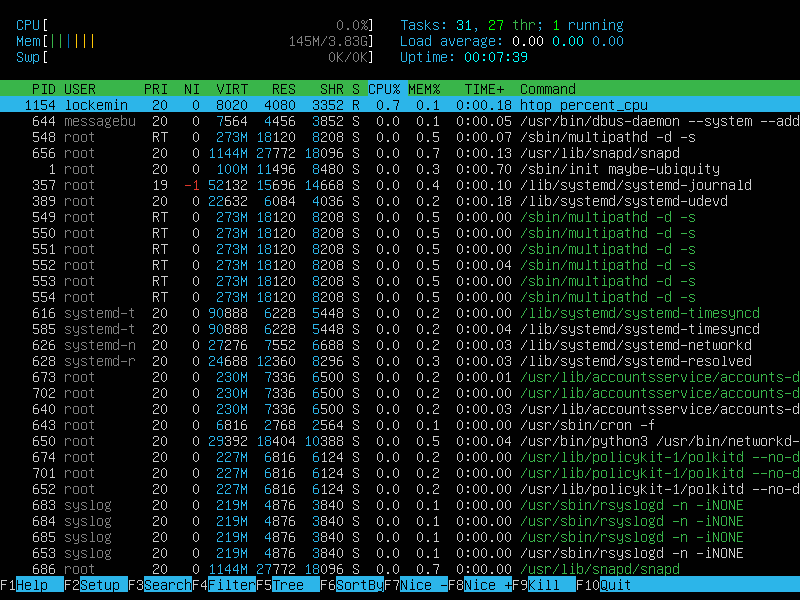 CPU[ 0.0%] Tasks: 31, 27 thr; 1 running
Mem[|||||| 145M/3.83G] Load average: 0.00 0.00 0.00
Swp[ 0K/0K] Uptime: 00:07:39
PID USER PRI NI VIRT RES SHR S CPU% MEM% TIME+ Command
1154 lockemin 20 0 8020 4080 3352 R 0.7 0.1 0:00.18 htop percent_cpu
644 messagebu 20 0 7564 4456 3852 S 0.0 0.1 0:00.05 /usr/bin/dbus-daemon --system --add
548 root RT 0 273M 18120 8208 S 0.0 0.5 0:00.07 /sbin/multipathd -d -s
656 root 20 0 1144M 27772 18096 S 0.0 0.7 0:00.13 /usr/lib/snapd/snapd
1 root 20 0 100M 11496 8480 S 0.0 0.3 0:00.70 /sbin/init maybe-ubiquity
357 root 19 -1 52132 15696 14668 S 0.0 0.4 0:00.10 /lib/systemd/systemd-journald
389 root 20 0 22632 6084 4036 S 0.0 0.2 0:00.18 /lib/systemd/systemd-udevd
549 root RT 0 273M 18120 8208 S 0.0 0.5 0:00.00 /sbin/multipathd -d -s
550 root RT 0 273M 18120 8208 S 0.0 0.5 0:00.00 /sbin/multipathd -d -s
551 root RT 0 273M 18120 8208 S 0.0 0.5 0:00.00 /sbin/multipathd -d -s
552 root RT 0 273M 18120 8208 S 0.0 0.5 0:00.04 /sbin/multipathd -d -s
553 root RT 0 273M 18120 8208 S 0.0 0.5 0:00.00 /sbin/multipathd -d -s
554 root RT 0 273M 18120 8208 S 0.0 0.5 0:00.00 /sbin/multipathd -d -s
616 systemd-t 20 0 90888 6228 5448 S 0.0 0.2 0:00.00 /lib/systemd/systemd-timesyncd
585 systemd-t 20 0 90888 6228 5448 S 0.0 0.2 0:00.04 /lib/systemd/systemd-timesyncd
626 systemd-n 20 0 27276 7552 6688 S 0.0 0.2 0:00.03 /lib/systemd/systemd-networkd
628 systemd-r 20 0 24688 12360 8296 S 0.0 0.3 0:00.03 /lib/systemd/systemd-resolved
673 root 20 0 230M 7336 6500 S 0.0 0.2 0:00.01 /usr/lib/accountsservice/accounts-d
702 root 20 0 230M 7336 6500 S 0.0 0.2 0:00.00 /usr/lib/accountsservice/accounts-d
640 root 20 0 230M 7336 6500 S 0.0 0.2 0:00.03 /usr/lib/accountsservice/accounts-d
643 root 20 0 6816 2768 2564 S 0.0 0.1 0:00.00 /usr/sbin/cron -f
650 root 20 0 29392 18404 10388 S 0.0 0.5 0:00.04 /usr/bin/python3 /usr/bin/networkd-
674 root 20 0 227M 6816 6124 S 0.0 0.2 0:00.00 /usr/lib/policykit-1/polkitd --no-d
701 root 20 0 227M 6816 6124 S 0.0 0.2 0:00.00 /usr/lib/policykit-1/polkitd --no-d
652 root 20 0 227M 6816 6124 S 0.0 0.2 0:00.00 /usr/lib/policykit-1/polkitd --no-d
683 syslog 20 0 219M 4876 3840 S 0.0 0.1 0:00.00 /usr/sbin/rsyslogd -n -iNONE
684 syslog 20 0 219M 4876 3840 S 0.0 0.1 0:00.00 /usr/sbin/rsyslogd -n -iNONE
685 syslog 20 0 219M 4876 3840 S 0.0 0.1 0:00.00 /usr/sbin/rsyslogd -n -iNONE
653 syslog 20 0 219M 4876 3840 S 0.0 0.1 0:00.00 /usr/sbin/rsyslogd -n -iNONE
686 root 20 0 1144M 27772 18096 S 0.0 0.7 0:00.00 /usr/lib/snapd/snapd
F1Help F2Setup F3SearchF4FilterF5Tree F6SortByF7Nice -F8Nice +F9Kill F10Quit